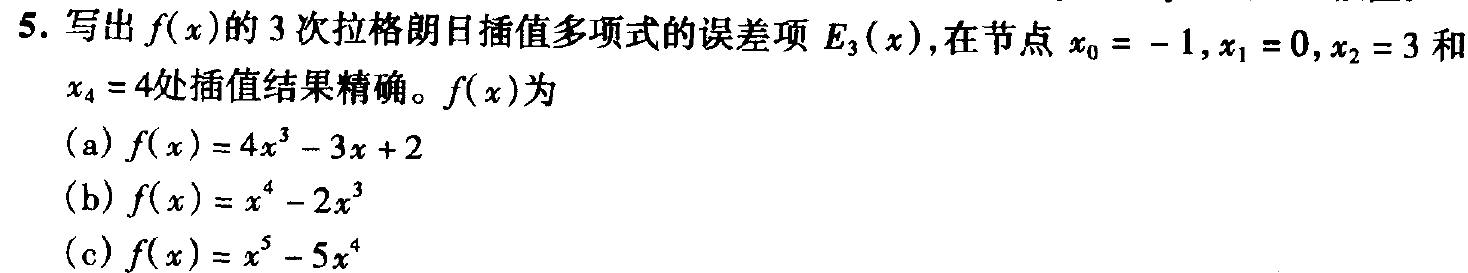 5. 写出 f(x)的 3 次拉格朗日插值多项式的误差项 E₃(x),在节点 x₀ = -1, x₁ = 0, x₂ = 3 和
x₄ = 4处插值结果精确。f(x)为
(a) f(x) = 4x³ - 3x + 2
(b) f(x) = x⁴ - 2x³
(c) f(x) = x⁵ - 5x⁴